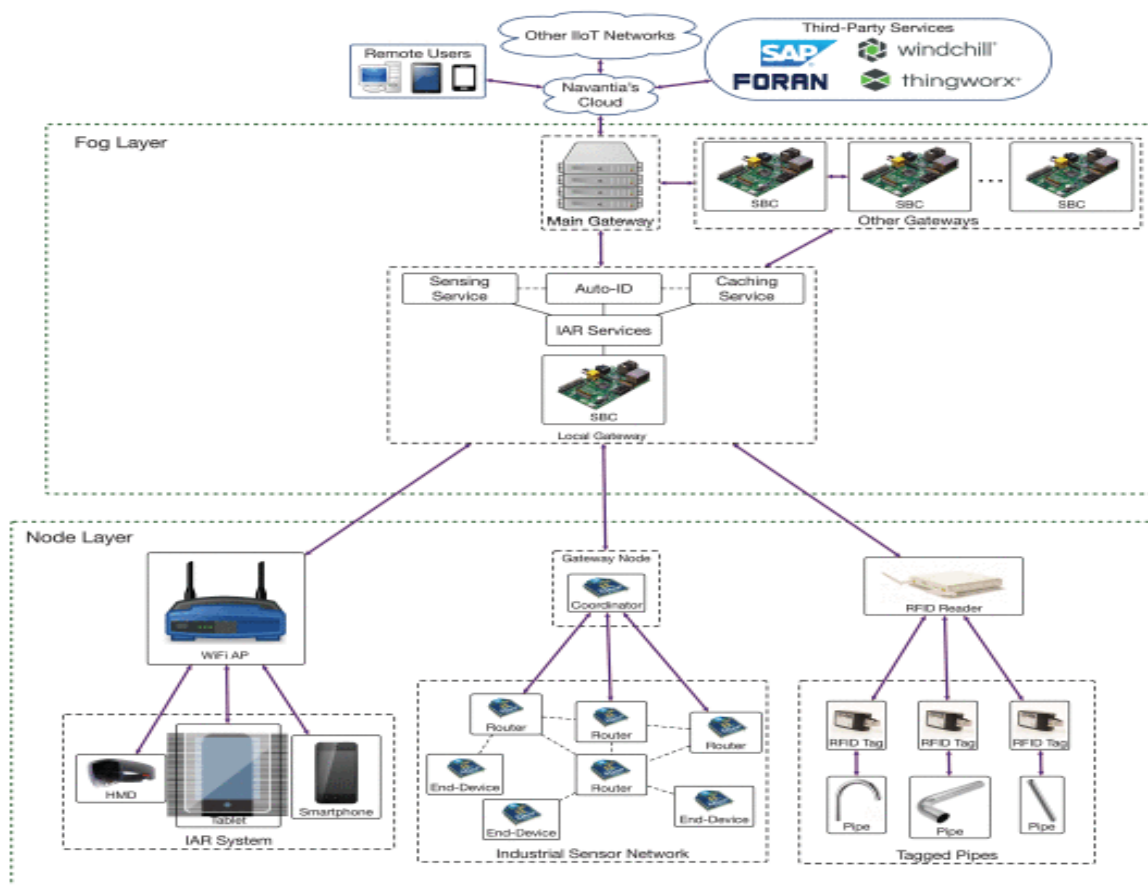 Other IIoT Networks
Third-Party Services
Remote Users
SAP
windchill
FORAN
thingworx
Navantia's
Cloud
Fog Layer
Main Gateway
SBC
SBC
...
SBC
Other Gateways
Sensing
Service
Auto-ID
Caching
Service
IAR Services
SBC
Local Gateway
Node Layer
WiFi AP
Gateway Node
Coordinator
RFID Reader
HMD
Tablet
Smartphone
IAR System
Router
Router
Router
End-Device
Router
End-Device
End-Device
Industrial Sensor Network
RFID Tag
RFID Tag
RFID Tag
Pipe
Pipe
Pipe
Tagged Pipes